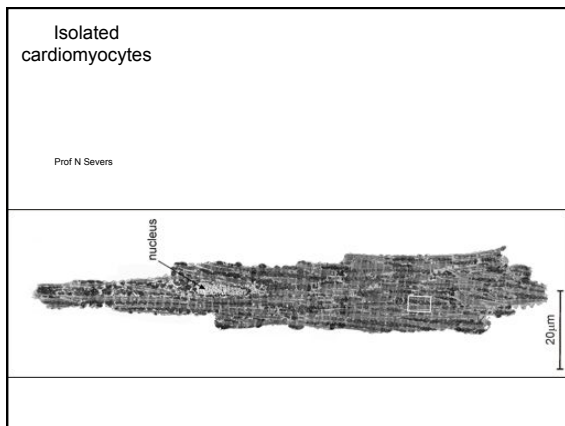 Isolated
cardiomyocytes
Prof N Severs
nucleus
20μm